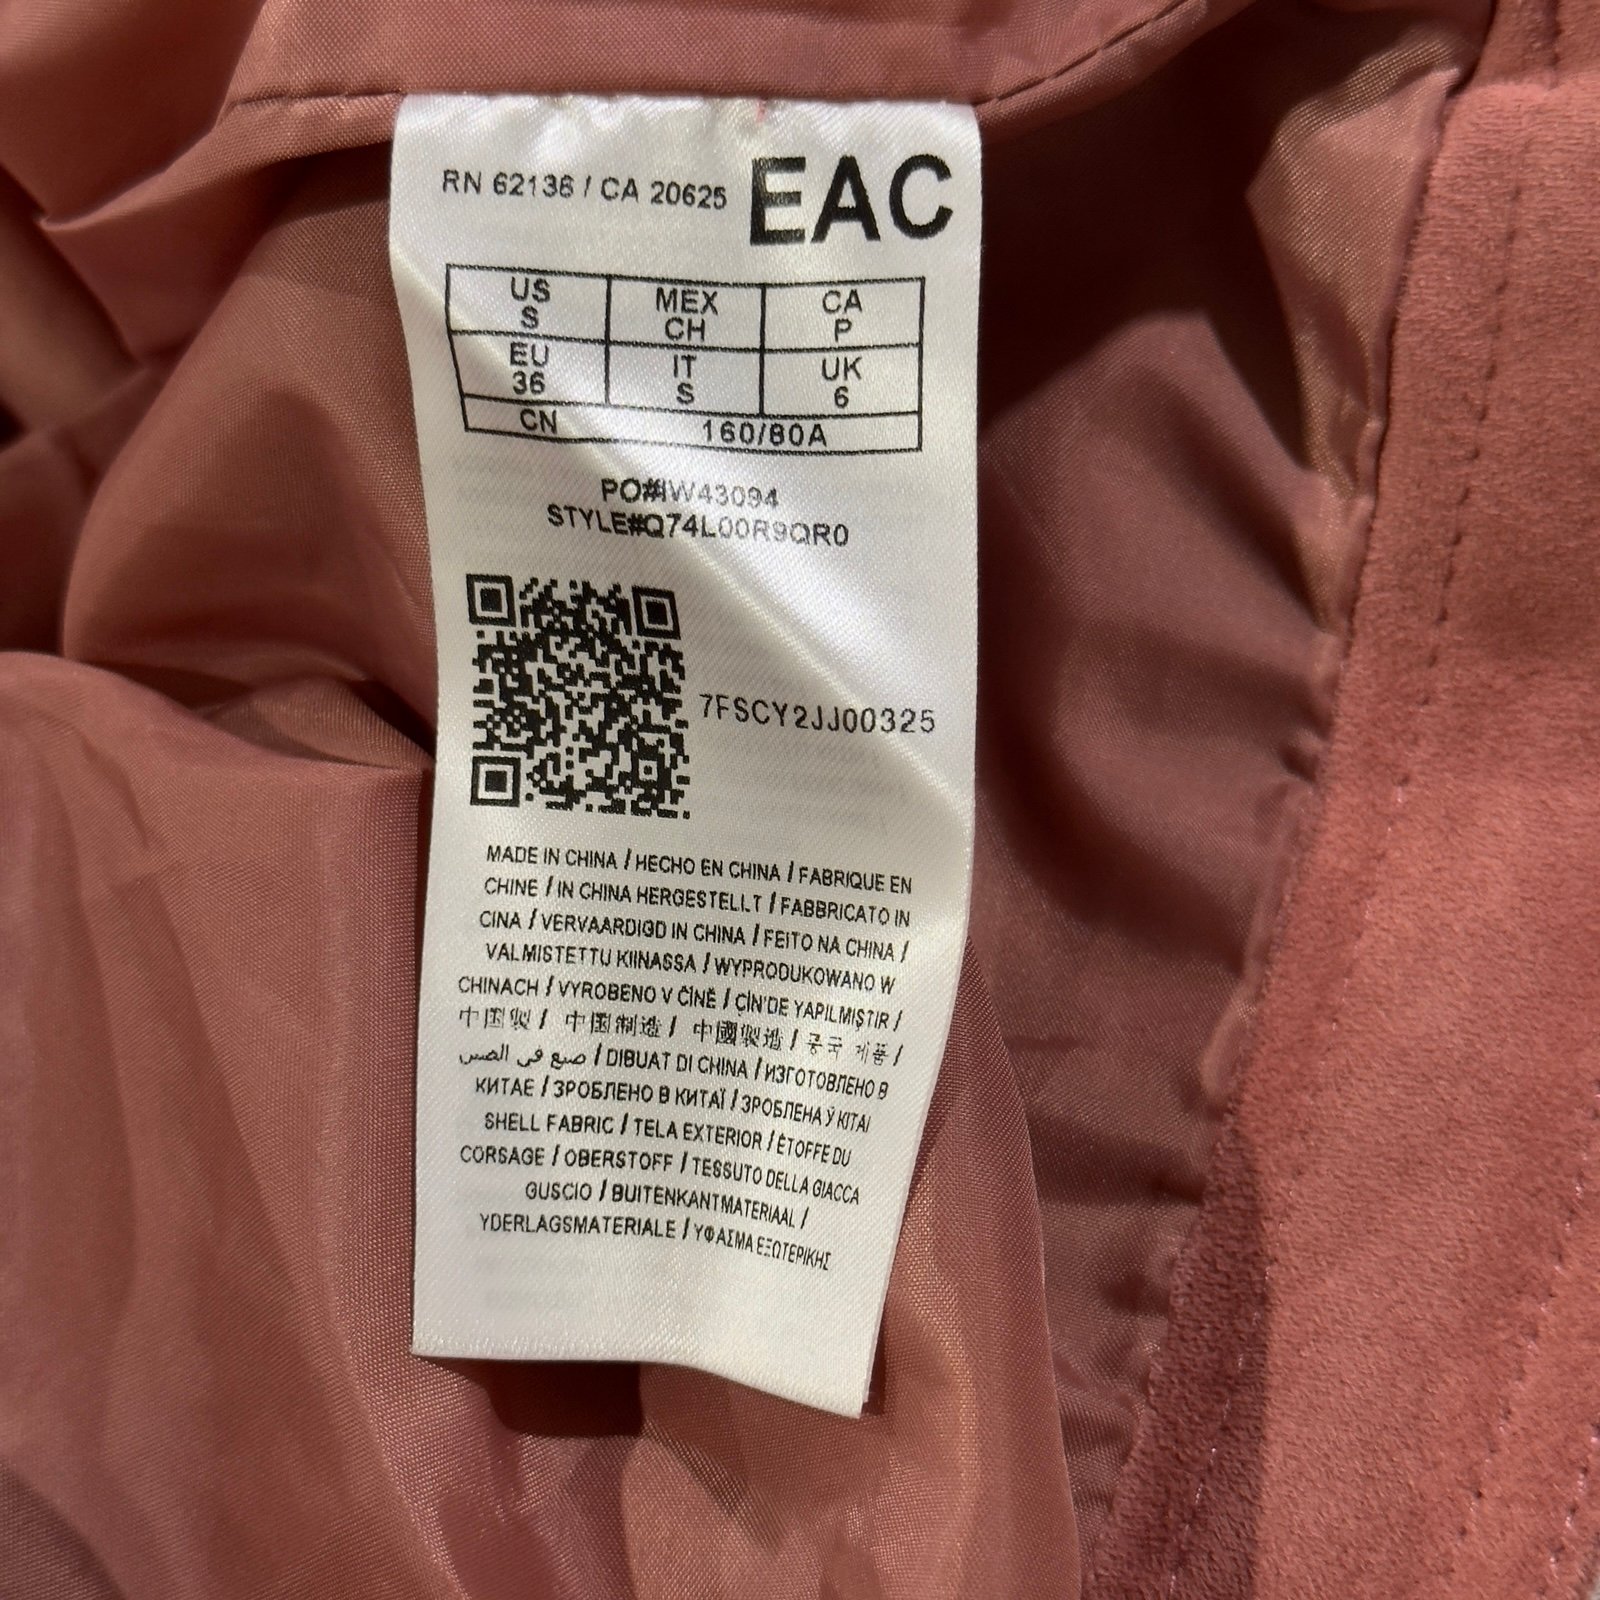 RN 62136 / CA 20625
EAC
US MEX CA
S CH P
EU IT UK
36 S 6
CN 160/80A
PO#IW43094
STYLE#Q74L00R9QR0
7FSCY2JJ00325
MADE IN CHINA / HECHO EN CHINA / FABRIQUE EN
CHINE / IN CHINA HERGESTELLT / FABBRICATO IN
CINA / VERVAARDIGD IN CHINA / FEITO NA CHINA /
VALMISTETTU KIINASSA / WYPRODUKOWANO W
CHINACH / VYROBENO V ČÍNĚ / ÇİN'DE YAPILMIŞTIR /
中国製 / 中国制造 / 中國製造 / 중국 제품 /
صنع في الصين / DIBUAT DI CHINA / ИЗГОТОВЛЕНО В
КИТАЕ / ЗРОБЛЕНО В КИТАЇ / ЗРОБЛЕНА Ў КІТАІ
SHELL FABRIC / TELA EXTERIOR / ÉTOFFE DU
CORSAGE / OBERSTOFF / TESSUTO DELLA GIACCA
GUSCIO / BUITENKANTMATERIAAL /
YDERLAGSMATERIALE / ΥΦΑΣΜΑ ΕΞΩΤΕΡΙΚΗΣ